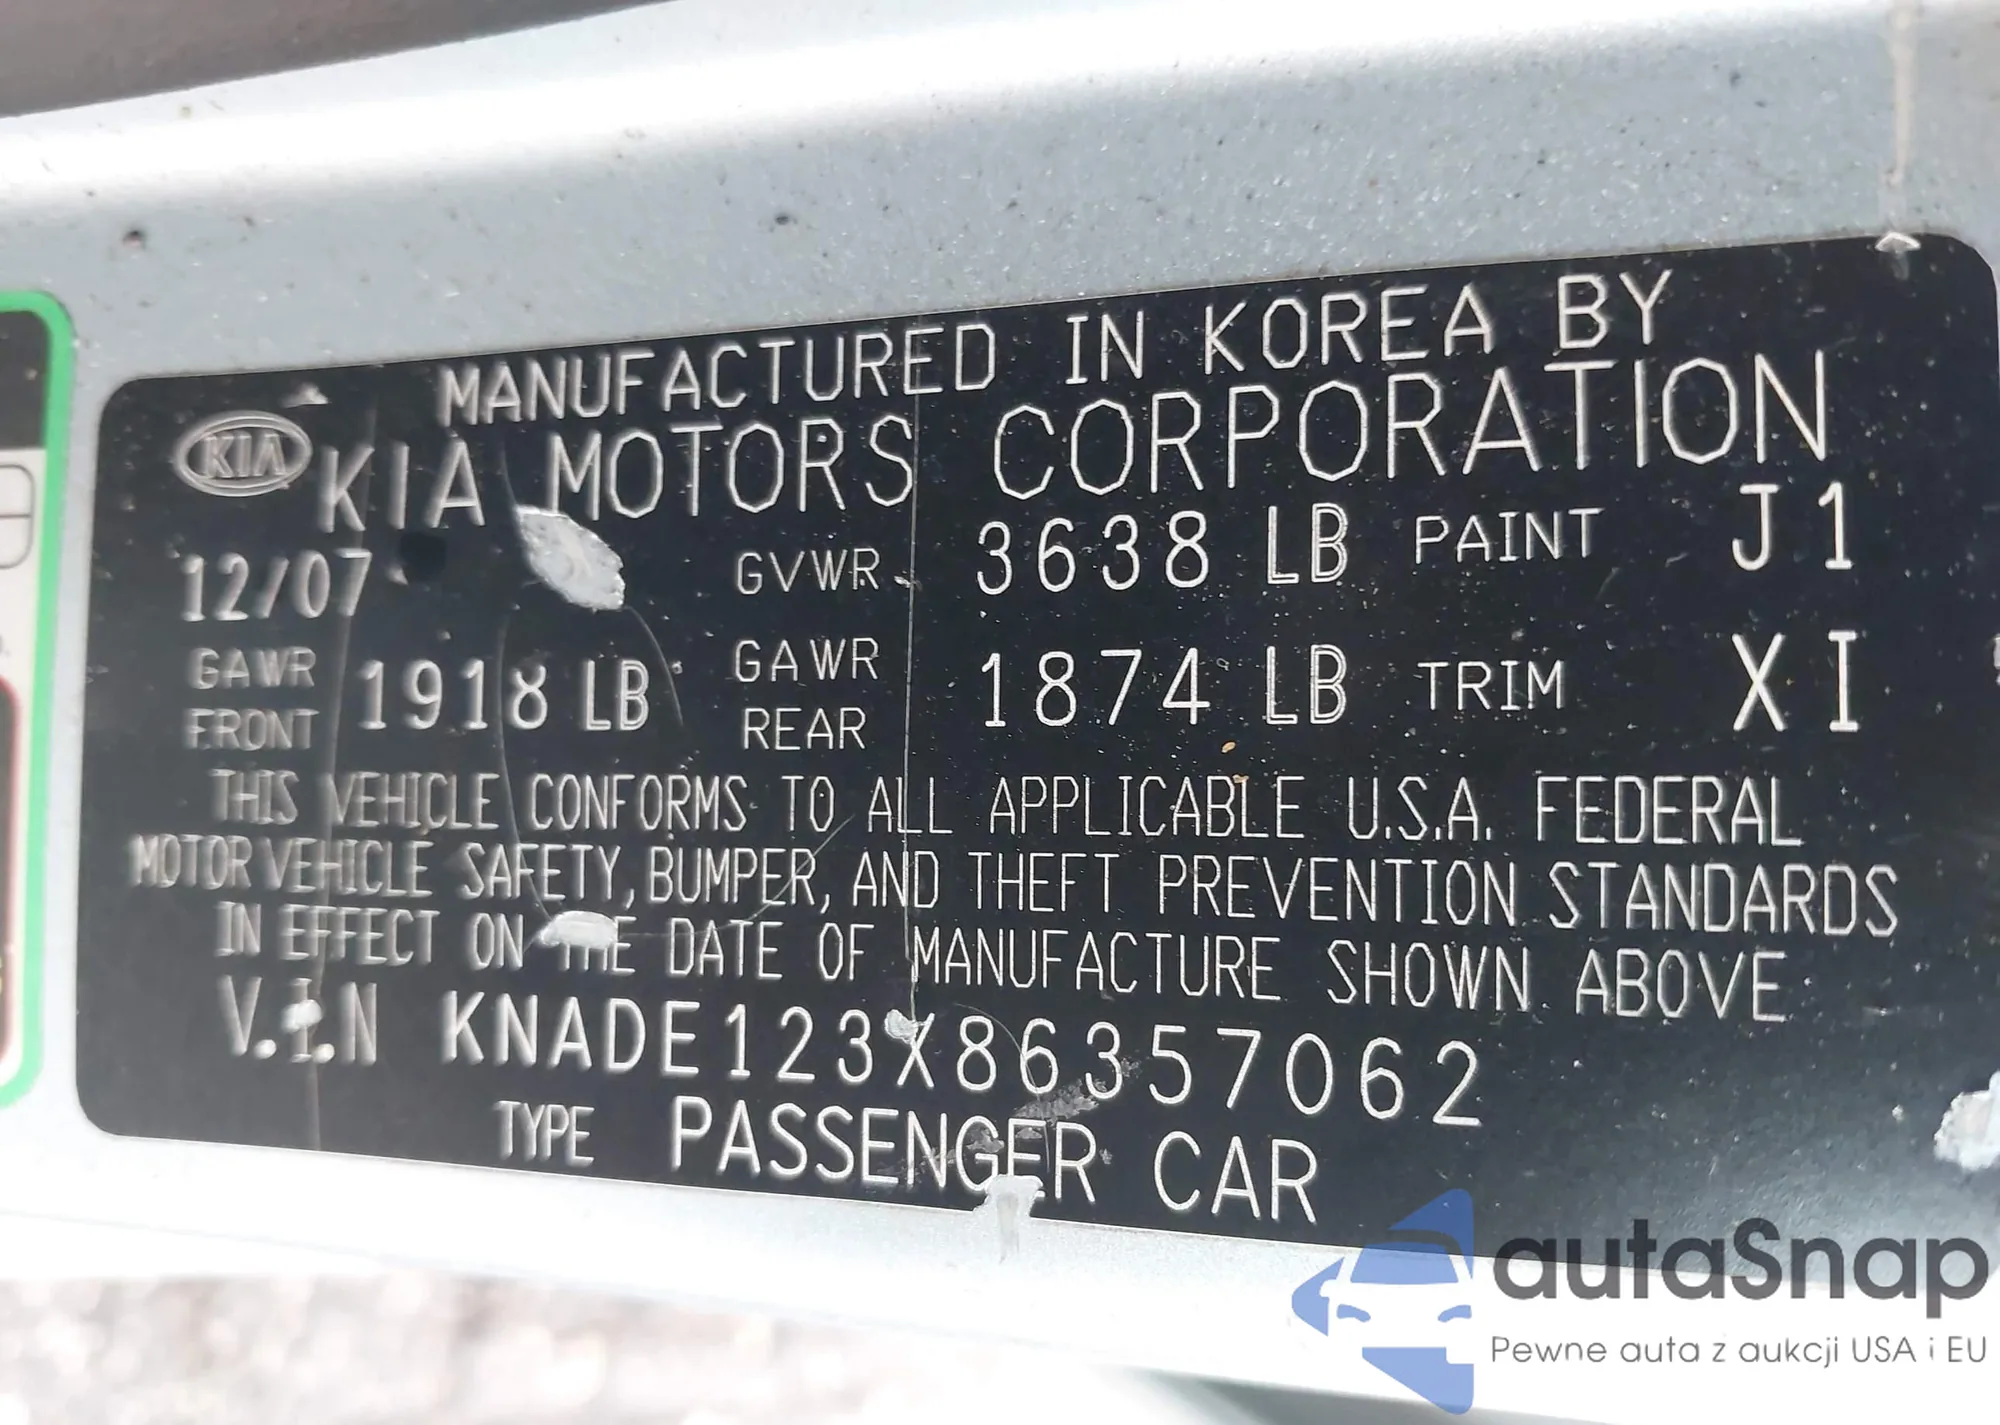 MANUFACTURED IN KOREA BY
KIA KIA MOTORS CORPORATION
12/07 GVWR 3638 LB PAINT J1
GAWR FRONT 1918 LB GAWR REAR 1874 LB TRIM XI
THIS VEHICLE CONFORMS TO ALL APPLICABLE U.S.A. FEDERAL
MOTOR VEHICLE SAFETY, BUMPER, AND THEFT PREVENTION STANDARDS
IN EFFECT ON THE DATE OF MANUFACTURE SHOWN ABOVE
V.I.N KNADE123X86357062
TYPE PASSENGER CAR
autaSnap
Pewne auta z aukcji USA i EU